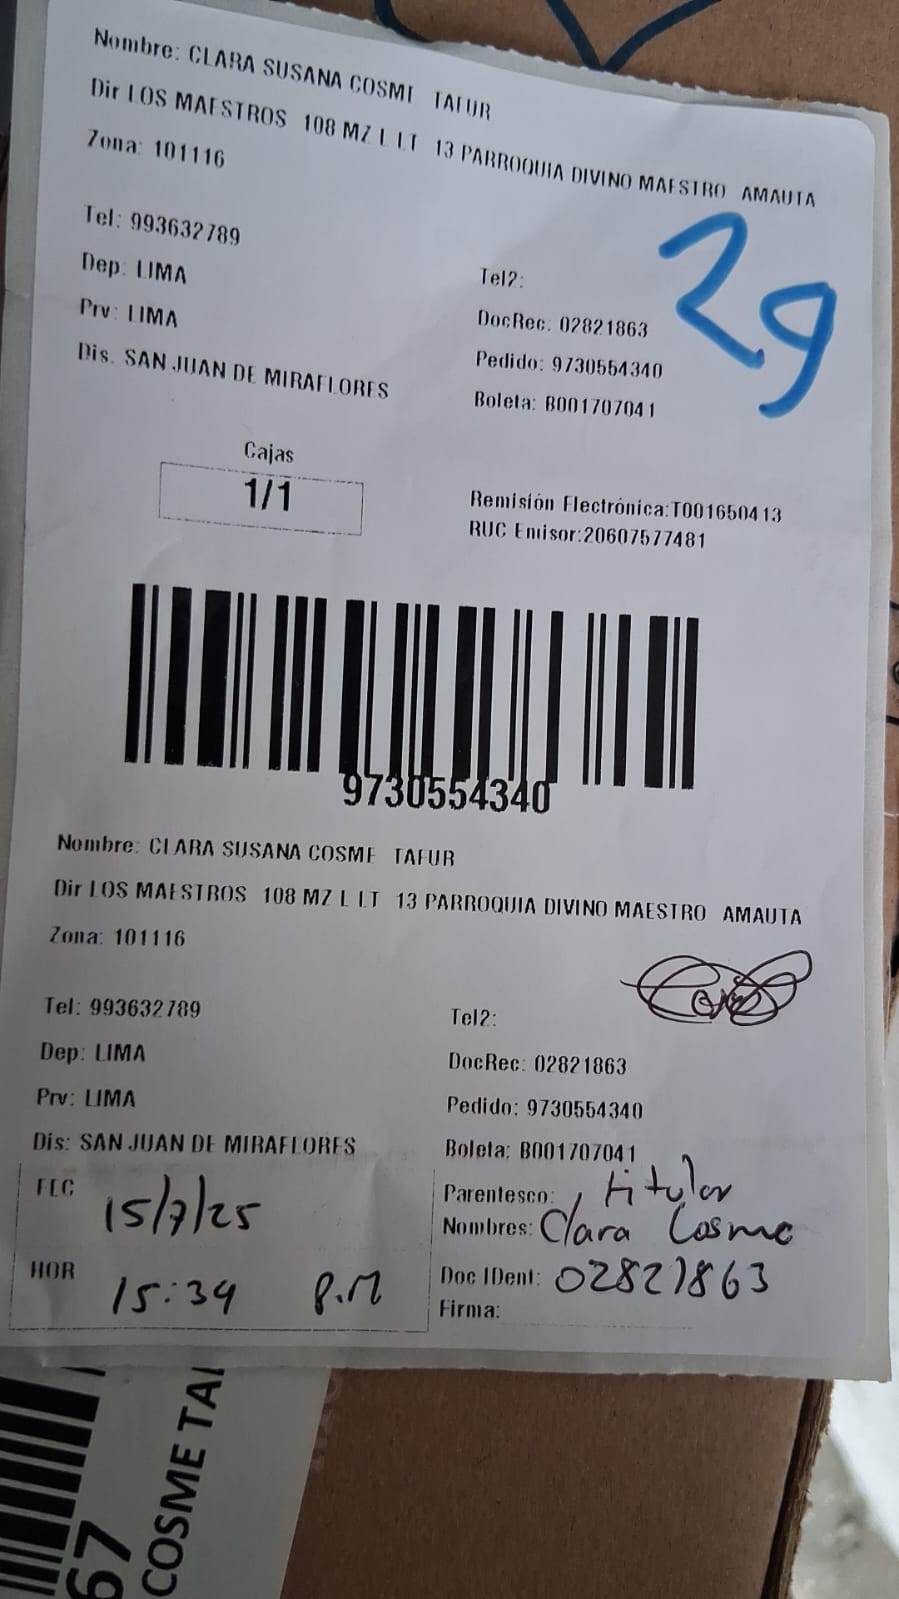 Nombre: CLARA SUSANA COSME TAFUR
Dir LOS MAESTROS 108 MZ L LT 13 PARROQUIA DIVINO MAESTRO AMAUTA
Zona: 101116
29
Tel: 993632789
Tel2:
Dep: LIMA
DocRec: 02821863
Prv: LIMA
Pedido: 9730554340
Dis. SAN JUAN DE MIRAFLORES
Boleta: B001707041
Cajas
1/1
Remisión Electrónica:T001650413
RUC Emisor:20607577481
9730554340
Nombre: CLARA SUSANA COSME TAFUR
Dir LOS MAESTROS 108 MZ L LT 13 PARROQUIA DIVINO MAESTRO AMAUTA
Zona: 101116
Tel: 993632789
Tel2:
Dep: LIMA
DocRec: 02821863
Prv: LIMA
Pedido: 9730554340
Dis: SAN JUAN DE MIRAFLORES
Boleta: B001707041
FEC 15/7/25
Parentesco: titular
Nombres: Clara Cosme
HOR 15:34 P.M
Doc IDent: 02821863
Firma:
COSME TAF
67